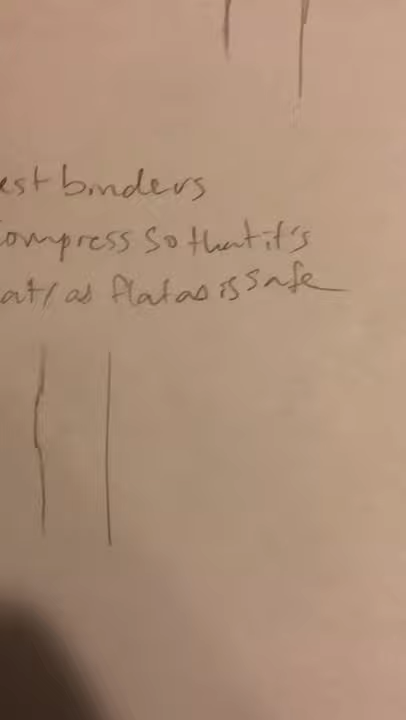 est binders
ompress so that it's
at/as flat as is safe